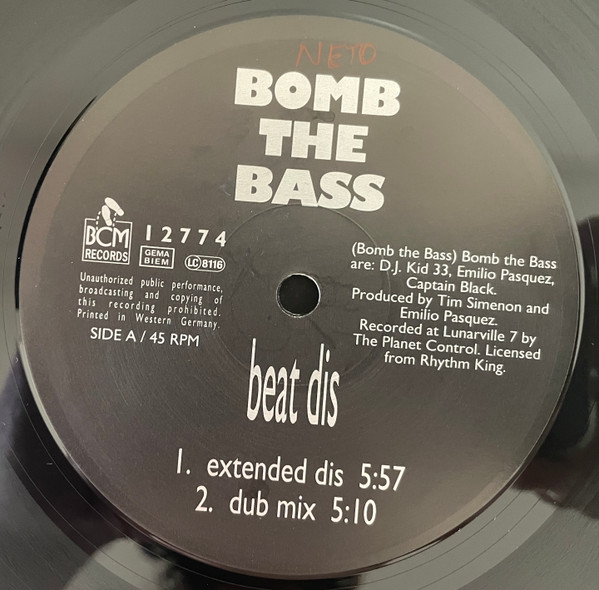 NETO
BOMB
THE
BASS
BCM
RECORDS
12774
GEMA
BIEM
LC 8116
Unauthorized public performance,
broadcasting and copying of
this recording prohibited.
Printed in Western Germany.
SIDE A / 45 RPM
(Bomb the Bass) Bomb the Bass
are: D.J. Kid 33, Emilio Pasquez,
Captain Black.
Produced by Tim Simenon and
Emilio Pasquez.
Recorded at Lunarville 7 by
The Planet Control. Licensed
from Rhythm King.
beat dis
1. extended dis 5:57
2. dub mix 5:10